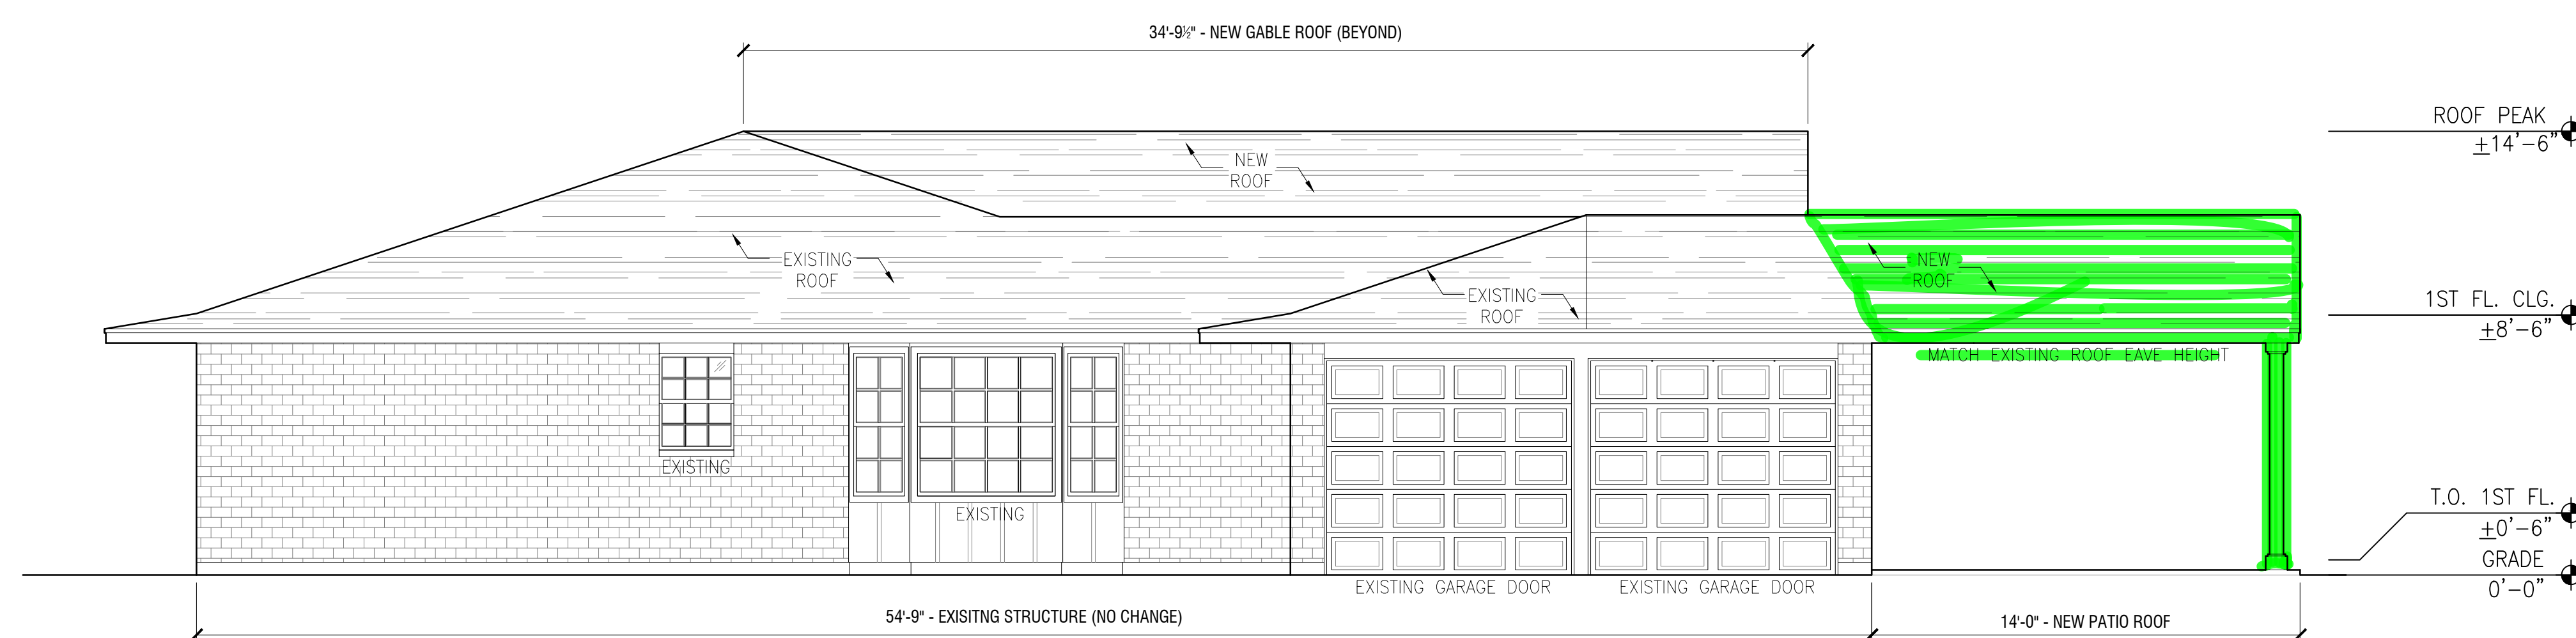 34'-9½" - NEW GABLE ROOF (BEYOND)
ROOF PEAK
±14'-6"
NEW
ROOF
EXISTING
ROOF
NEW
ROOF
EXISTING
ROOF
1ST FL. CLG.
±8'-6"
MATCH EXISTING ROOF EAVE HEIGHT
EXISTING
EXISTING
T.O. 1ST FL.
±0'-6"
GRADE
0'-0"
EXISTING GARAGE DOOR
EXISTING GARAGE DOOR
54'-9" - EXISITNG STRUCTURE (NO CHANGE)
14'-0" - NEW PATIO ROOF